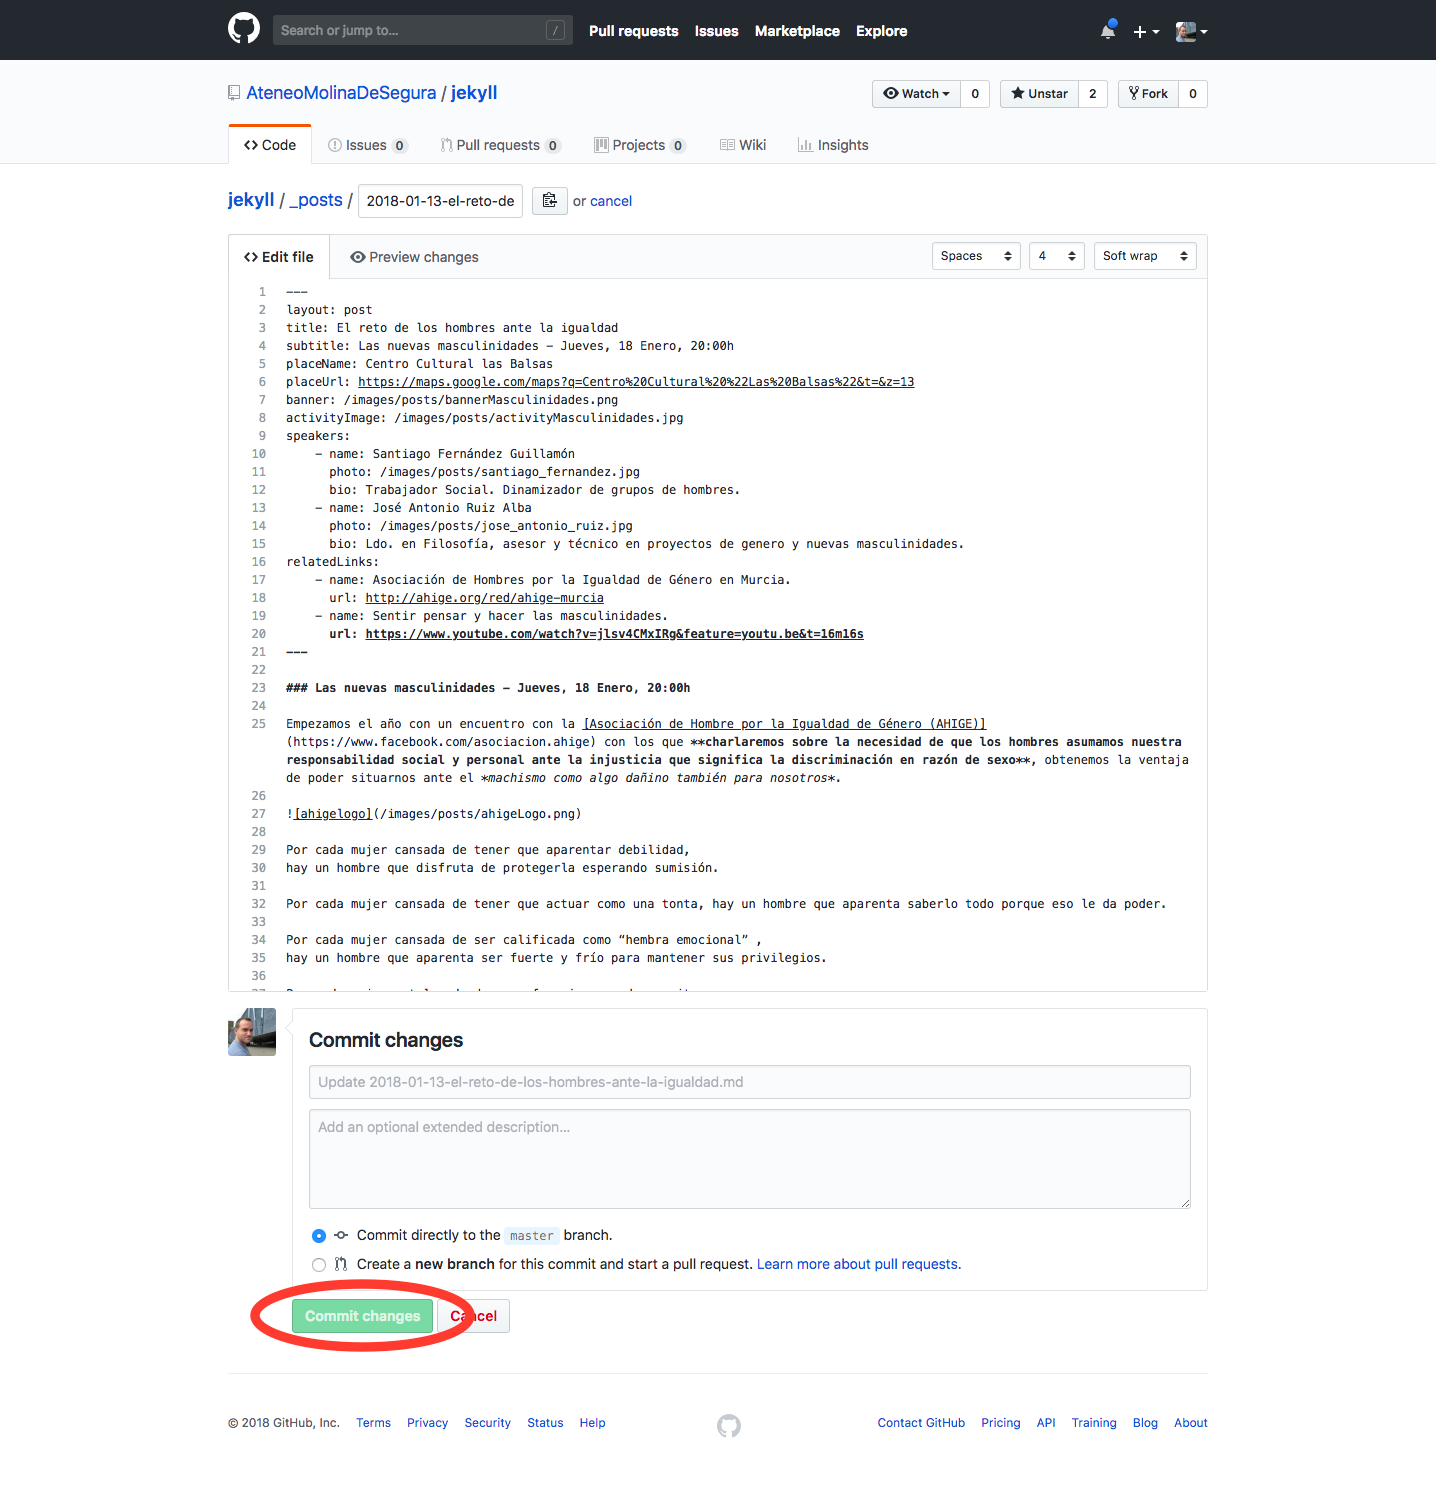 Search or jump to... / Pull requests Issues Marketplace Explore
AteneoMolinaDeSegura / jekyll Watch 0 Unstar 2 Fork 0
Code Issues 0 Pull requests 0 Projects 0 Wiki Insights
jekyll / _posts / 2018-01-13-el-reto-de or cancel
Edit file Preview changes Spaces 4 Soft wrap
1 ---
2 layout: post
3 title: El reto de los hombres ante la igualdad
4 subtitle: Las nuevas masculinidades - Jueves, 18 Enero, 20:00h
5 placeName: Centro Cultural las Balsas
6 placeUrl: https://maps.google.com/maps?q=Centro%20Cultural%20%22Las%20Balsas%22&t=&z=13
7 banner: /images/posts/bannerMasculinidades.png
8 activityImage: /images/posts/activityMasculinidades.jpg
9 speakers:
10 - name: Santiago Fernández Guillamón
11 photo: /images/posts/santiago_fernandez.jpg
12 bio: Trabajador Social. Dinamizador de grupos de hombres.
13 - name: José Antonio Ruiz Alba
14 photo: /images/posts/jose_antonio_ruiz.jpg
15 bio: Ldo. en Filosofía, asesor y técnico en proyectos de genero y nuevas masculinidades.
16 relatedLinks:
17 - name: Asociación de Hombres por la Igualdad de Género en Murcia.
18 url: http://ahige.org/red/ahige-murcia
19 - name: Sentir pensar y hacer las masculinidades.
20 url: https://www.youtube.com/watch?v=jlsv4CMxIRg&feature=youtu.be&t=16m16s
21 ---
22
23 ### Las nuevas masculinidades - Jueves, 18 Enero, 20:00h
24
25 Empezamos el año con un encuentro con la [Asociación de Hombre por la Igualdad de Género (AHIGE)]
(https://www.facebook.com/asociacion.ahige) con los que **charlaremos sobre la necesidad de que los hombres asumamos nuestra
responsabilidad social y personal ante la injusticia que significa la discriminación en razón de sexo**, obtenemos la ventaja
de poder situarnos ante el *machismo como algo dañino también para nosotros*.
26
27 ![ahigelogo](/images/posts/ahigeLogo.png)
28
29 Por cada mujer cansada de tener que aparentar debilidad,
30 hay un hombre que disfruta de protegerla esperando sumisión.
31
32 Por cada mujer cansada de tener que actuar como una tonta, hay un hombre que aparenta saberlo todo porque eso le da poder.
33
34 Por cada mujer cansada de ser calificada como “hembra emocional” ,
35 hay un hombre que aparenta ser fuerte y frío para mantener sus privilegios.
36
Commit changes
Update 2018-01-13-el-reto-de-los-hombres-ante-la-igualdad.md
Add an optional extended description...
Commit directly to the master branch.
Create a new branch for this commit and start a pull request. Learn more about pull requests.
Commit changes Cancel
© 2018 GitHub, Inc. Terms Privacy Security Status Help Contact GitHub Pricing API Training Blog About